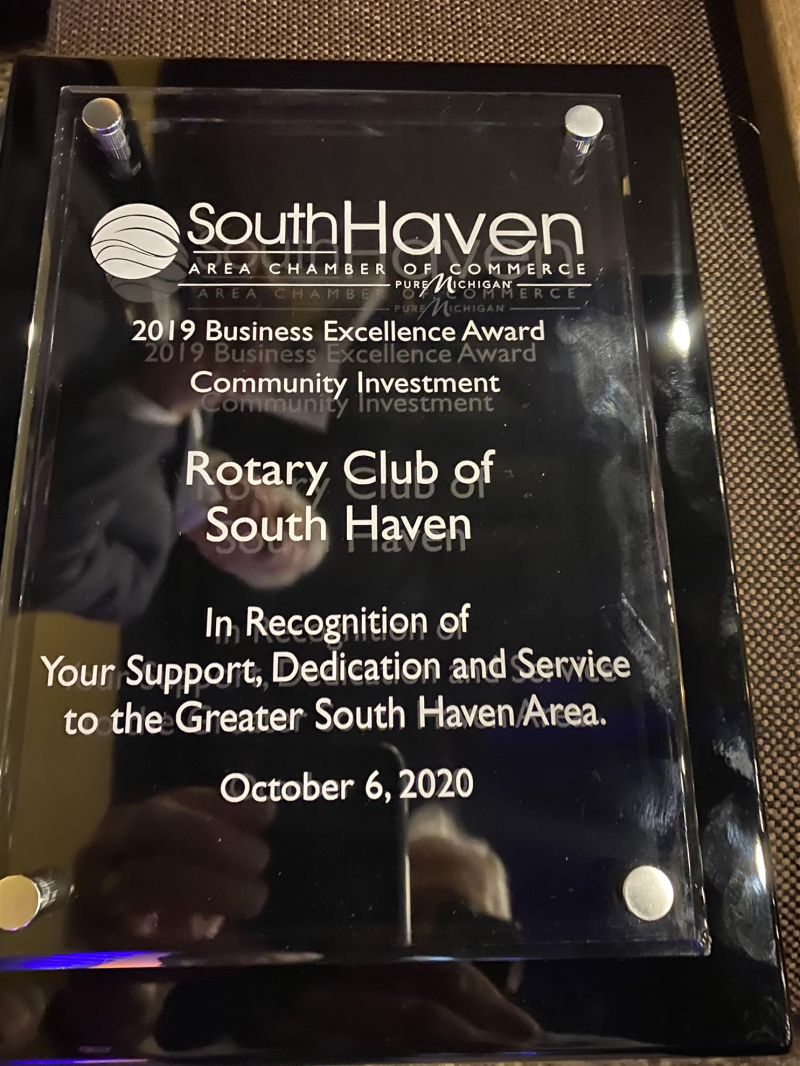 SouthHaven
AREA CHAMBER OF COMMERCE
PURE MICHIGAN
2019 Business Excellence Award
Community Investment
Rotary Club of
South Haven
In Recognition of
Your Support, Dedication and Service
to the Greater South Haven Area.
October 6, 2020